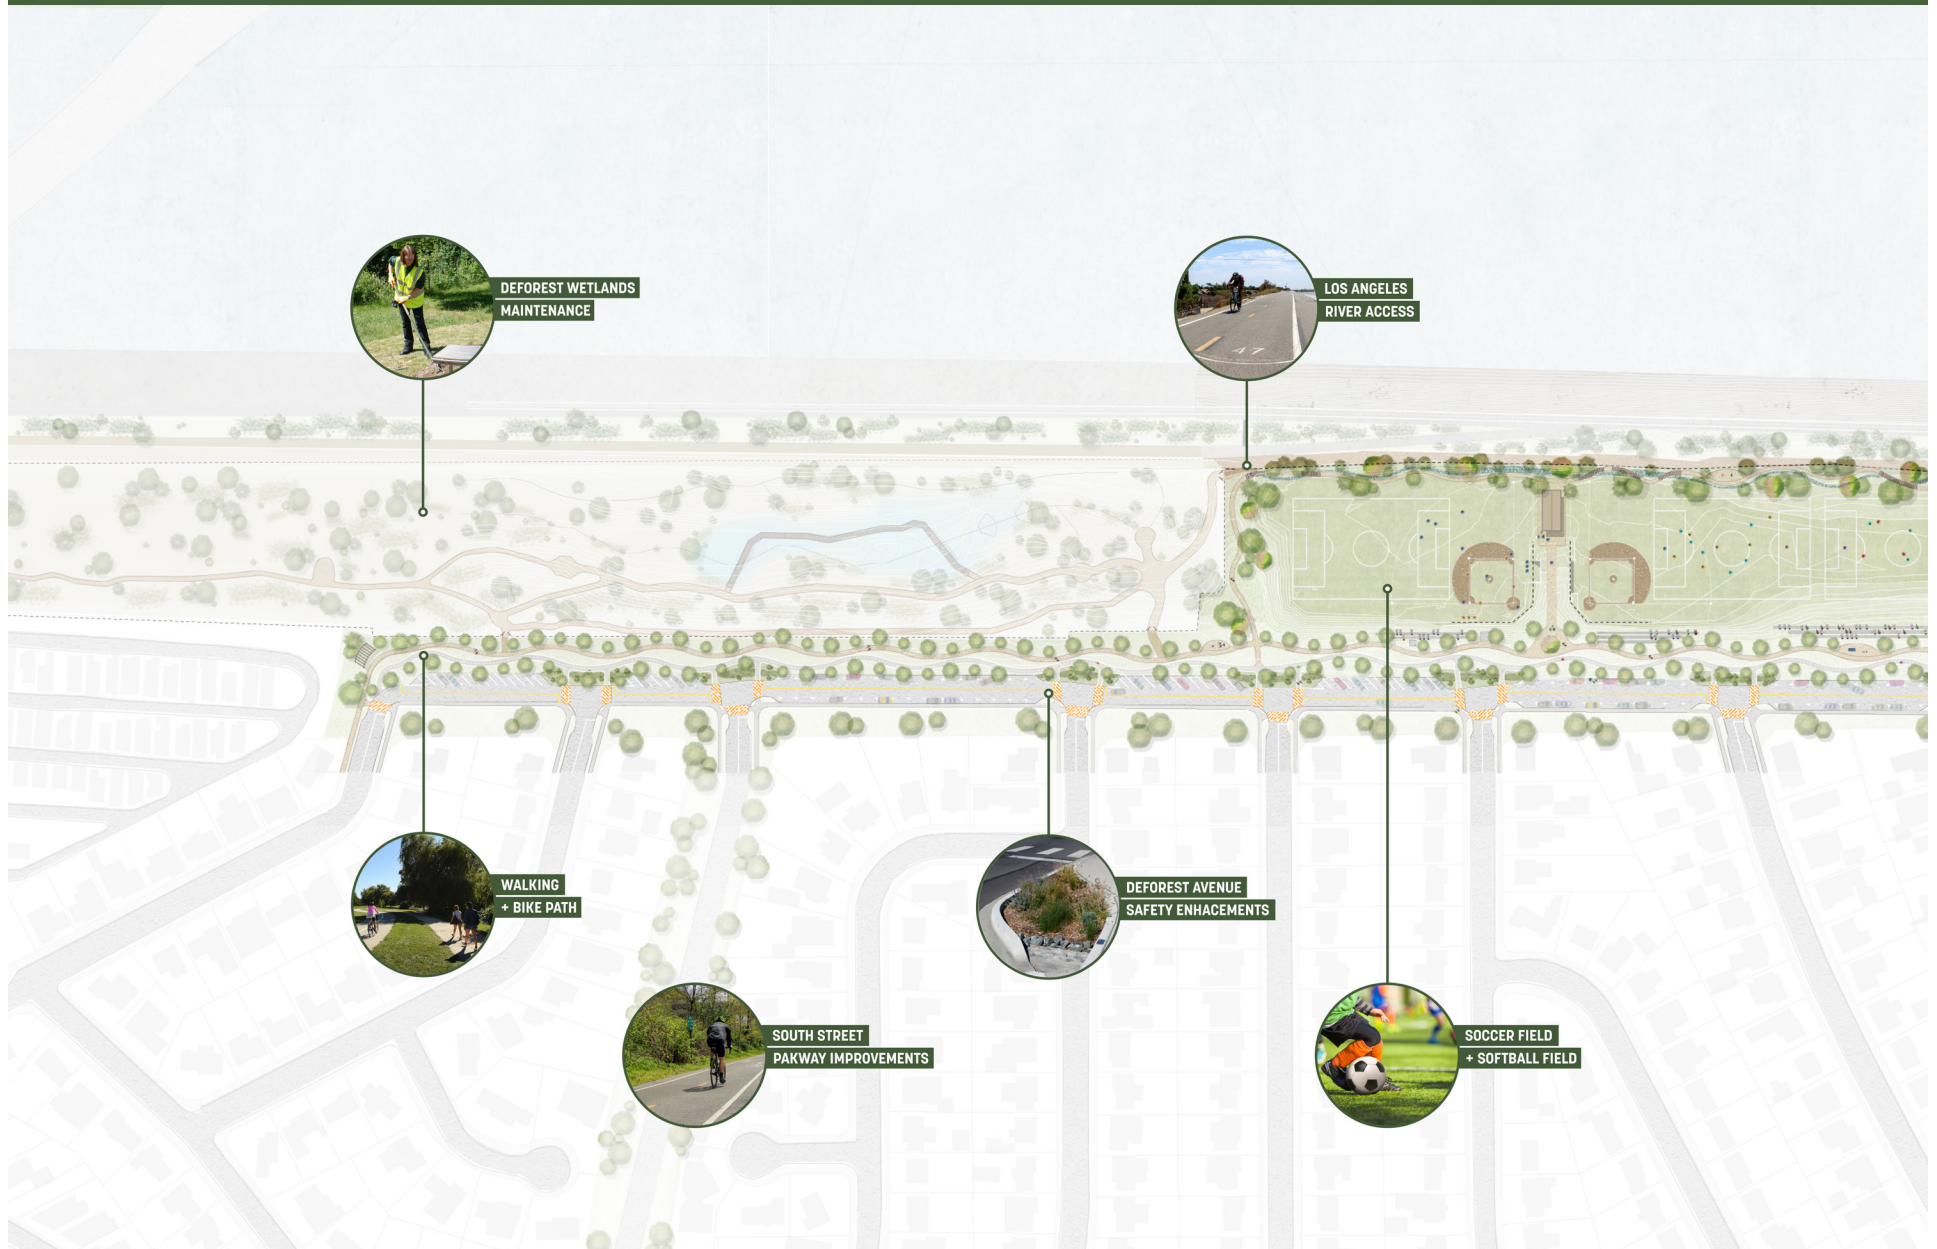 DEFOREST WETLANDS
MAINTENANCE
LOS ANGELES
RIVER ACCESS
47
WALKING
+ BIKE PATH
DEFOREST AVENUE
SAFETY ENHACEMENTS
SOUTH STREET
PAKWAY IMPROVEMENTS
SOCCER FIELD
+ SOFTBALL FIELD